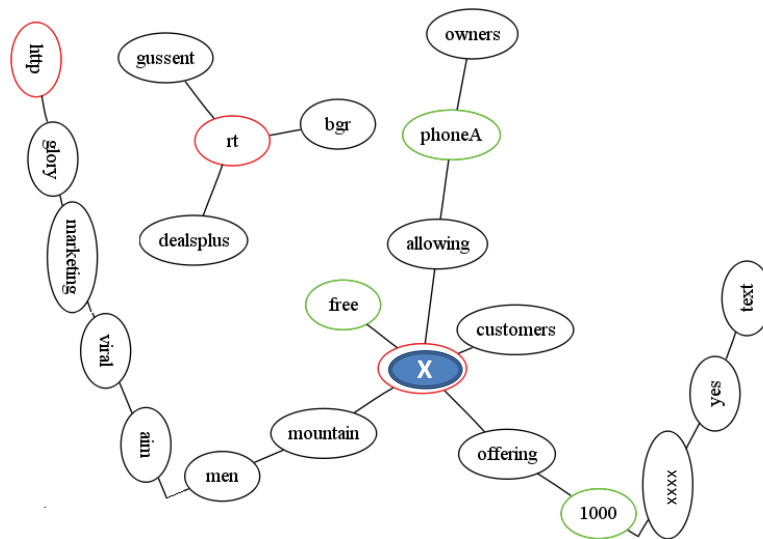 owners
http
gussent
bgr
phoneA
rt
glory
marketing
dealsplus
allowing
text
free
customers
viral
X
yes
aim
mountain
offering
men
xxxx
1000